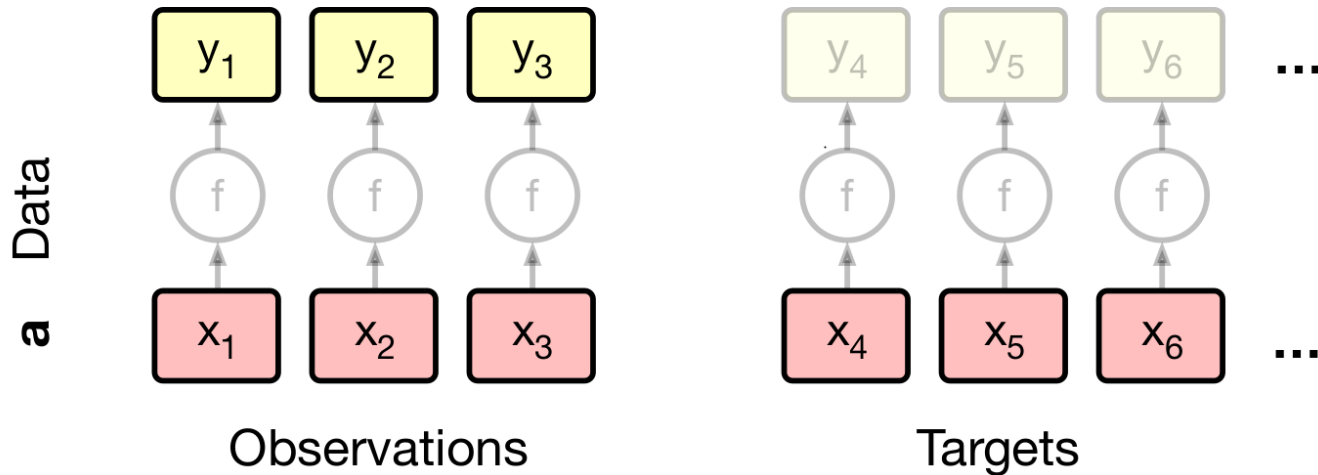 y₁ y₂ y₃ y₄ y₅ y₆ ...
Data
f f f f f f
a
x₁ x₂ x₃ x₄ x₅ x₆ ...
Observations Targets